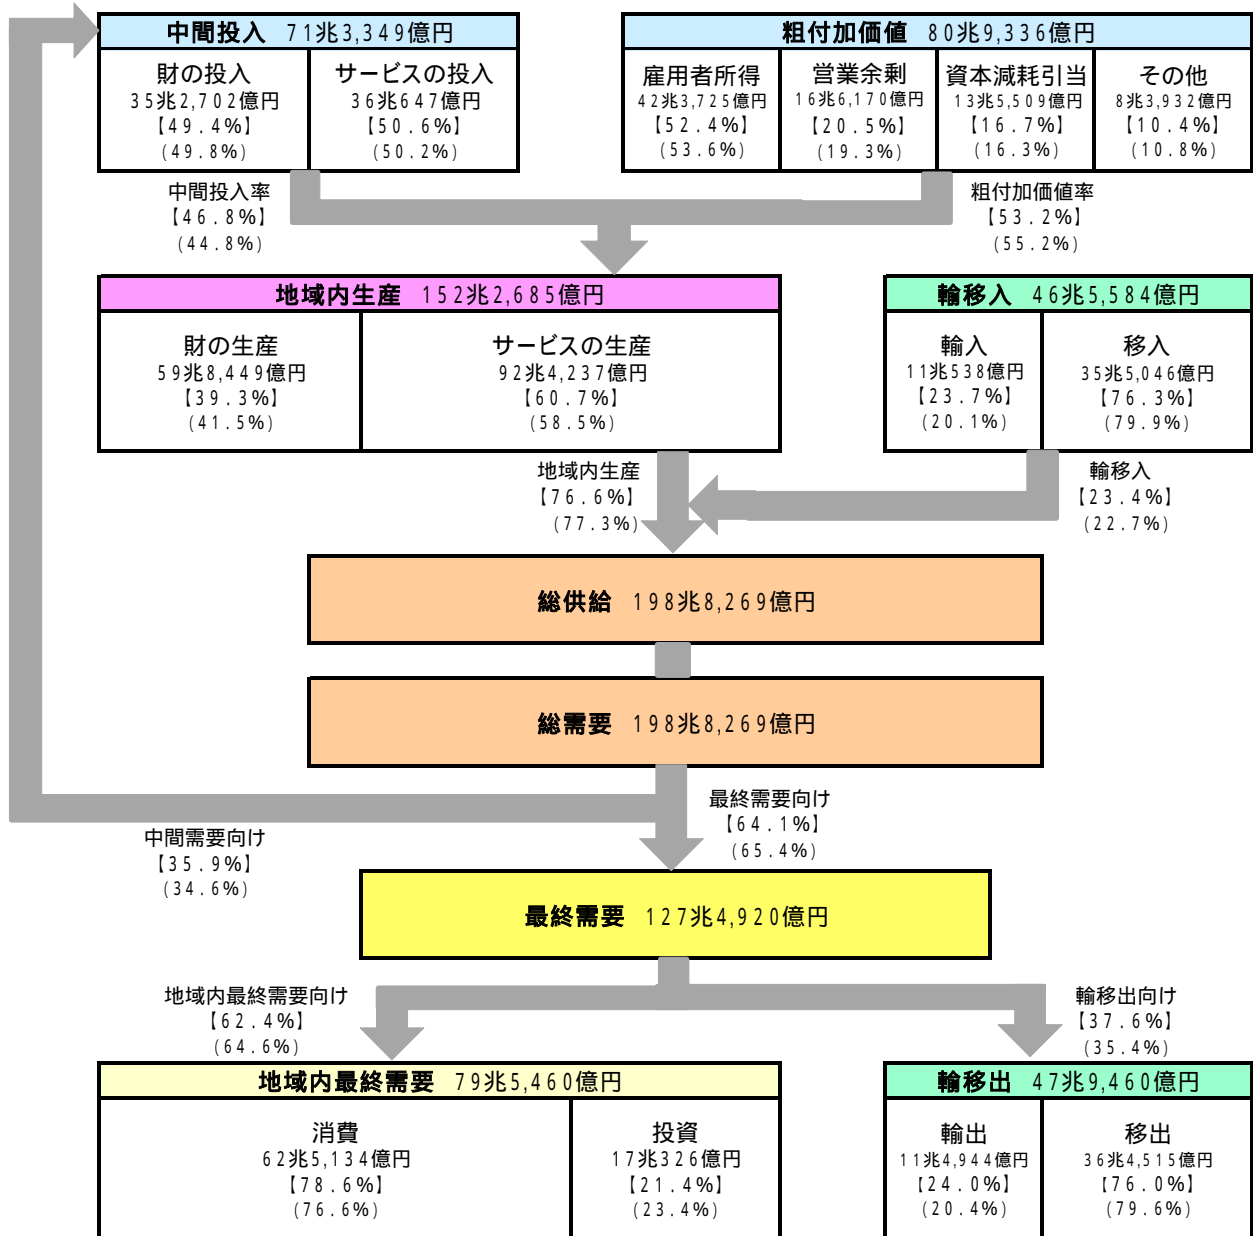 中間投入 71兆3,349億円
粗付加価値 80兆9,336億円
財の投入
35兆2,702億円
【49.4%】
(49.8%)
サービスの投入
36兆647億円
【50.6%】
(50.2%)
雇用者所得
42兆3,725億円
【52.4%】
(53.6%)
営業余剰
16兆6,170億円
【20.5%】
(19.3%)
資本減耗引当
13兆5,509億円
【16.7%】
(16.3%)
その他
8兆3,932億円
【10.4%】
(10.8%)
中間投入率
【46.8%】
(44.8%)
粗付加価値率
【53.2%】
(55.2%)
地域内生産 152兆2,685億円
輸移入 46兆5,584億円
財の生産
59兆8,449億円
【39.3%】
(41.5%)
サービスの生産
92兆4,237億円
【60.7%】
(58.5%)
輸入
11兆538億円
【23.7%】
(20.1%)
移入
35兆5,046億円
【76.3%】
(79.9%)
地域内生産
【76.6%】
(77.3%)
輸移入
【23.4%】
(22.7%)
総供給 198兆8,269億円
総需要 198兆8,269億円
最終需要向け
【64.1%】
(65.4%)
中間需要向け
【35.9%】
(34.6%)
最終需要 127兆4,920億円
地域内最終需要向け
【62.4%】
(64.6%)
輸移出向け
【37.6%】
(35.4%)
地域内最終需要 79兆5,460億円
輸移出 47兆9,460億円
消費
62兆5,134億円
【78.6%】
(76.6%)
投資
17兆326億円
【21.4%】
(23.4%)
輸出
11兆4,944億円
【24.0%】
(20.4%)
移出
36兆4,515億円
【76.0%】
(79.6%)